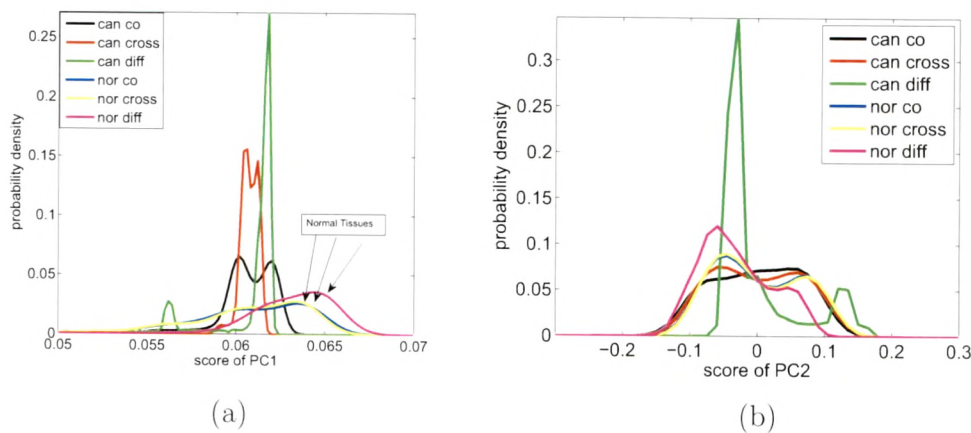 0.25
0.2
0.15
0.1
0.05
0
probability density
can co
can cross
can diff
nor co
nor cross
nor diff
Normal Tissues
0.05
0.055
0.06
0.065
0.07
score of PC1
(a)
0.3
0.25
0.2
0.15
0.1
0.05
0
probability density
can co
can cross
can diff
nor co
nor cross
nor diff
−0.2
−0.1
0
0.1
0.2
0.3
score of PC2
(b)